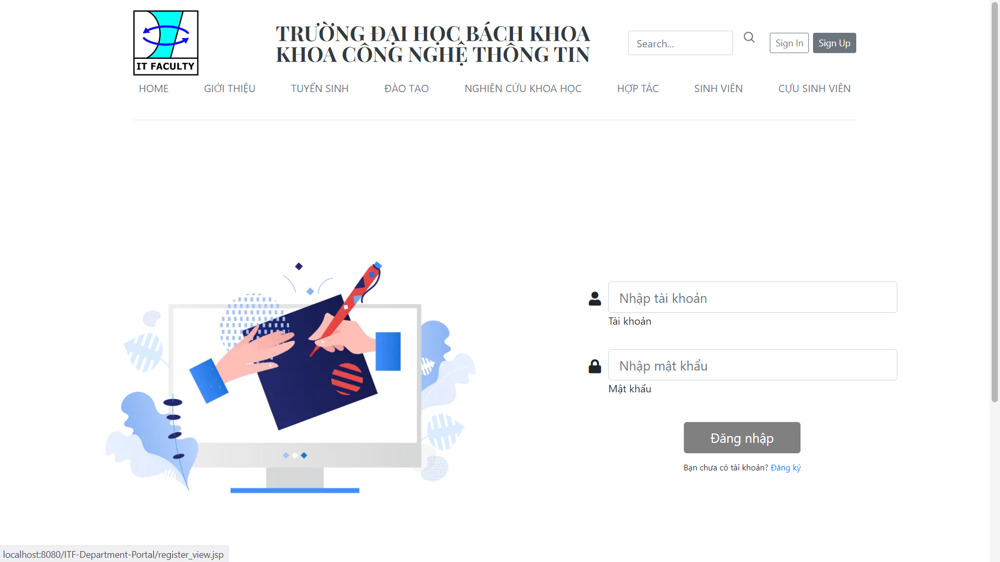 IT FACULTY
TRƯỜNG ĐẠI HỌC BÁCH KHOA
KHOA CÔNG NGHỆ THÔNG TIN
Search...
Sign In
Sign Up
HOME
GIỚI THIỆU
TUYỂN SINH
ĐÀO TẠO
NGHIÊN CỨU KHOA HỌC
HỢP TÁC
SINH VIÊN
CỰU SINH VIÊN
Nhập tài khoản
Tài khoản
Nhập mật khẩu
Mật khẩu
Đăng nhập
Bạn chưa có tài khoản? Đăng ký
localhost:8080/ITF-Department-Portal/register_view.jsp